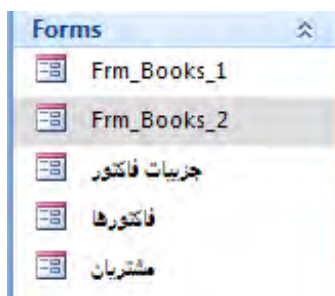 Forms
Frm_Books_1
Frm_Books_2
جزییات فاکتور
فاکتورها
مشتریان